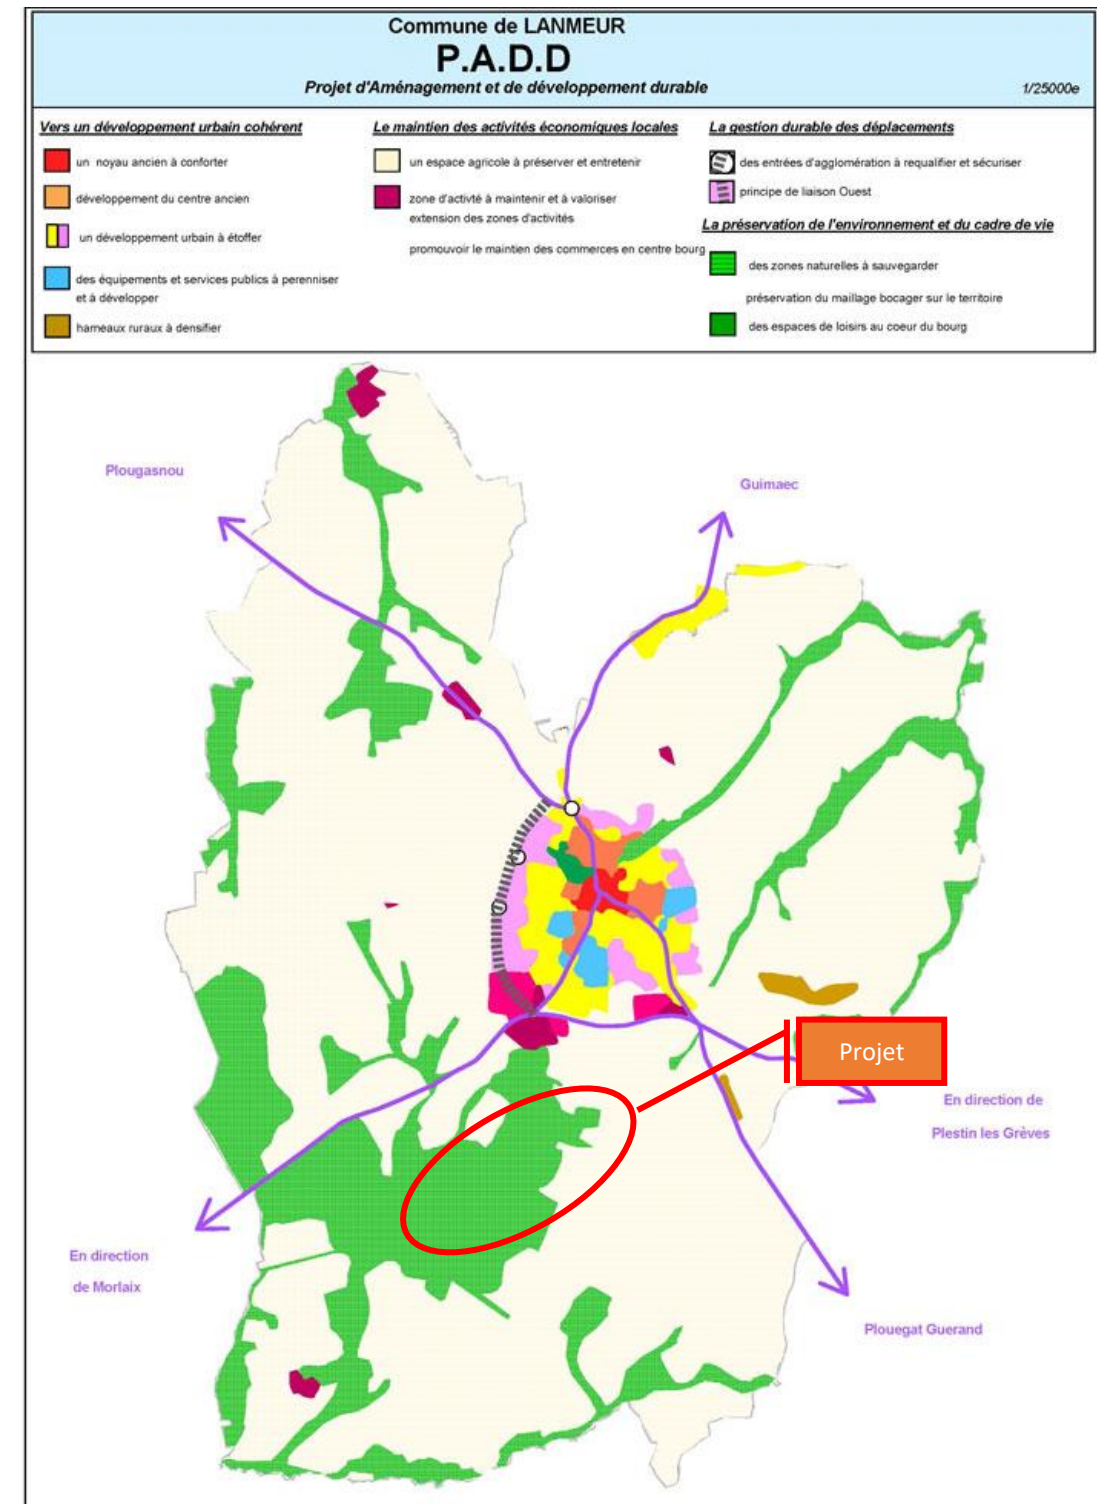 Commune de LANMEUR
P.A.D.D
Projet d'Aménagement et de développement durable
1/25000e
Vers un développement urbain cohérent
un noyau ancien à conforter
développement du centre ancien
un développement urbain à étoffer
des équipements et services publics à perenniser
et à développer
hameaux ruraux à densifier
Le maintien des activités économiques locales
un espace agricole à préserver et entretenir
zone d'activté à maintenir et à valoriser
extension des zones d'activités
promouvoir le maintien des commerces en centre bourg
La gestion durable des déplacements
des entrées d'agglomération à requalifier et sécuriser
principe de liaison Ouest
La préservation de l'environnement et du cadre de vie
des zones naturelles à sauvegarder
préservation du maillage bocager sur le territoire
des espaces de loisirs au coeur du bourg
Plougasnou
Guimaec
Projet
En direction de
Plestin les Grèves
En direction
de Morlaix
Plouegat Guerand